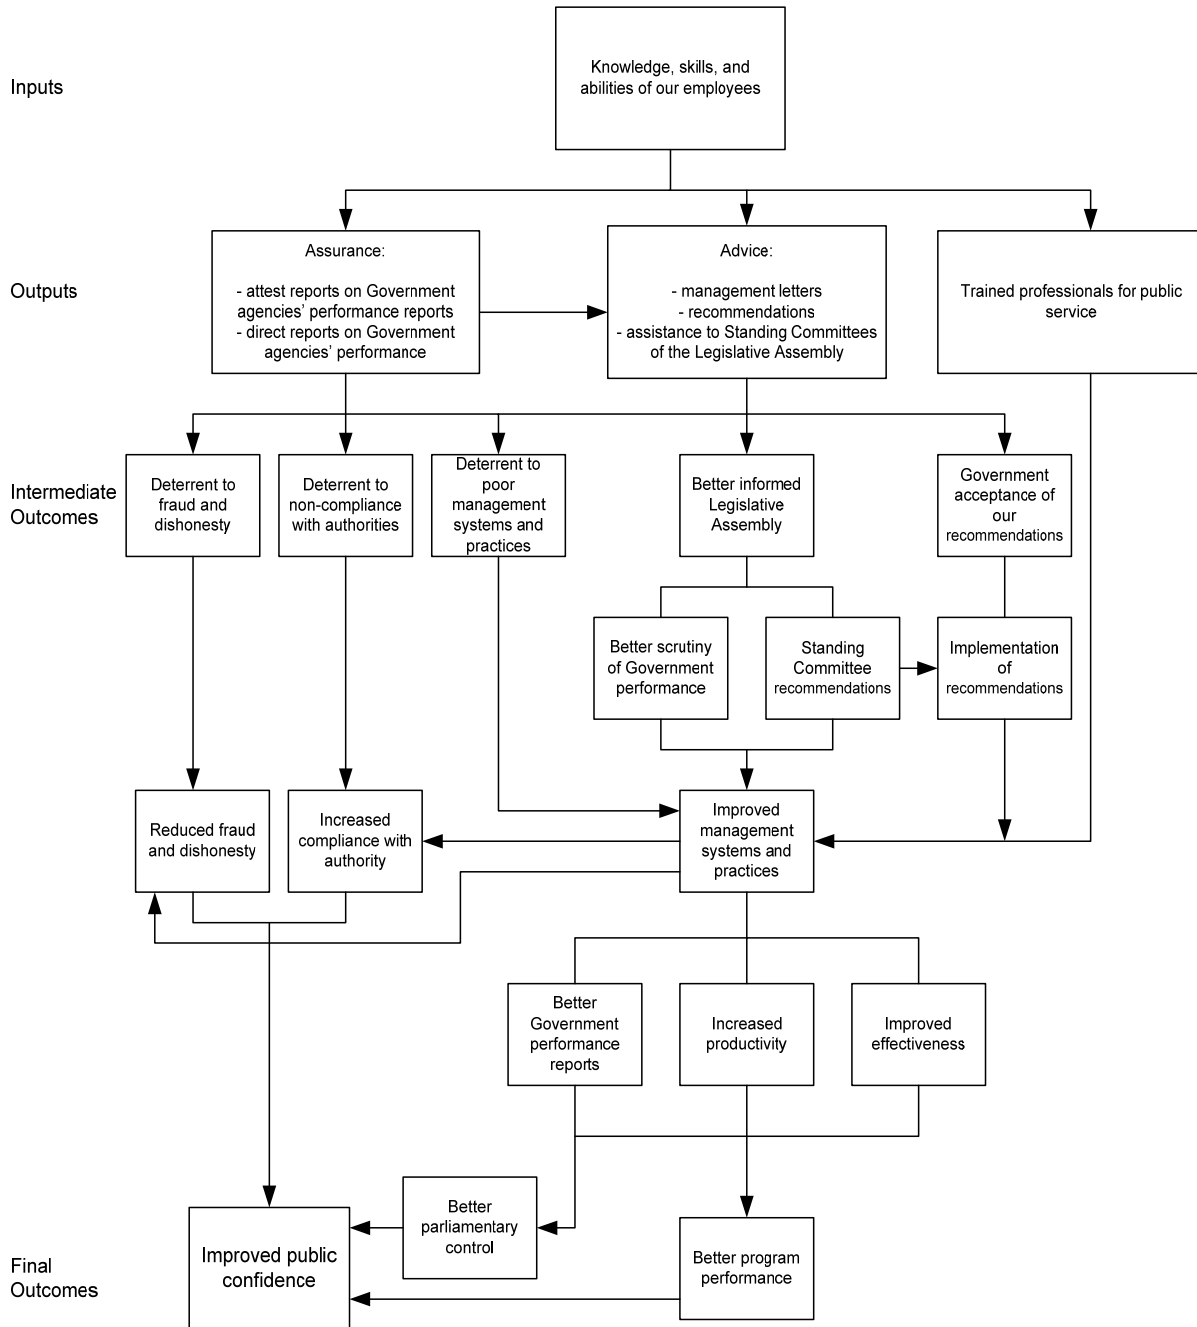 Inputs
Knowledge, skills, and
abilities of our employees
Outputs
Assurance:
- attest reports on Government
agencies' performance reports
- direct reports on Government
agencies' performance
Advice:
- management letters
- recommendations
- assistance to Standing Committees
of the Legislative Assembly
Trained professionals for public
service
Intermediate
Outcomes
Deterrent to
fraud and
dishonesty
Deterrent to
non-compliance
with authorities
Deterrent to
poor
management
systems and
practices
Better informed
Legislative
Assembly
Government
acceptance of
our
recommendations
Better scrutiny
of Government
performance
Standing
Committee
recommendations
Implementation
of
recommendations
Reduced fraud
and dishonesty
Increased
compliance with
authority
Improved
management
systems and
practices
Better
Government
performance
reports
Increased
productivity
Improved
effectiveness
Final
Outcomes
Improved public
confidence
Better
parliamentary
control
Better program
performance